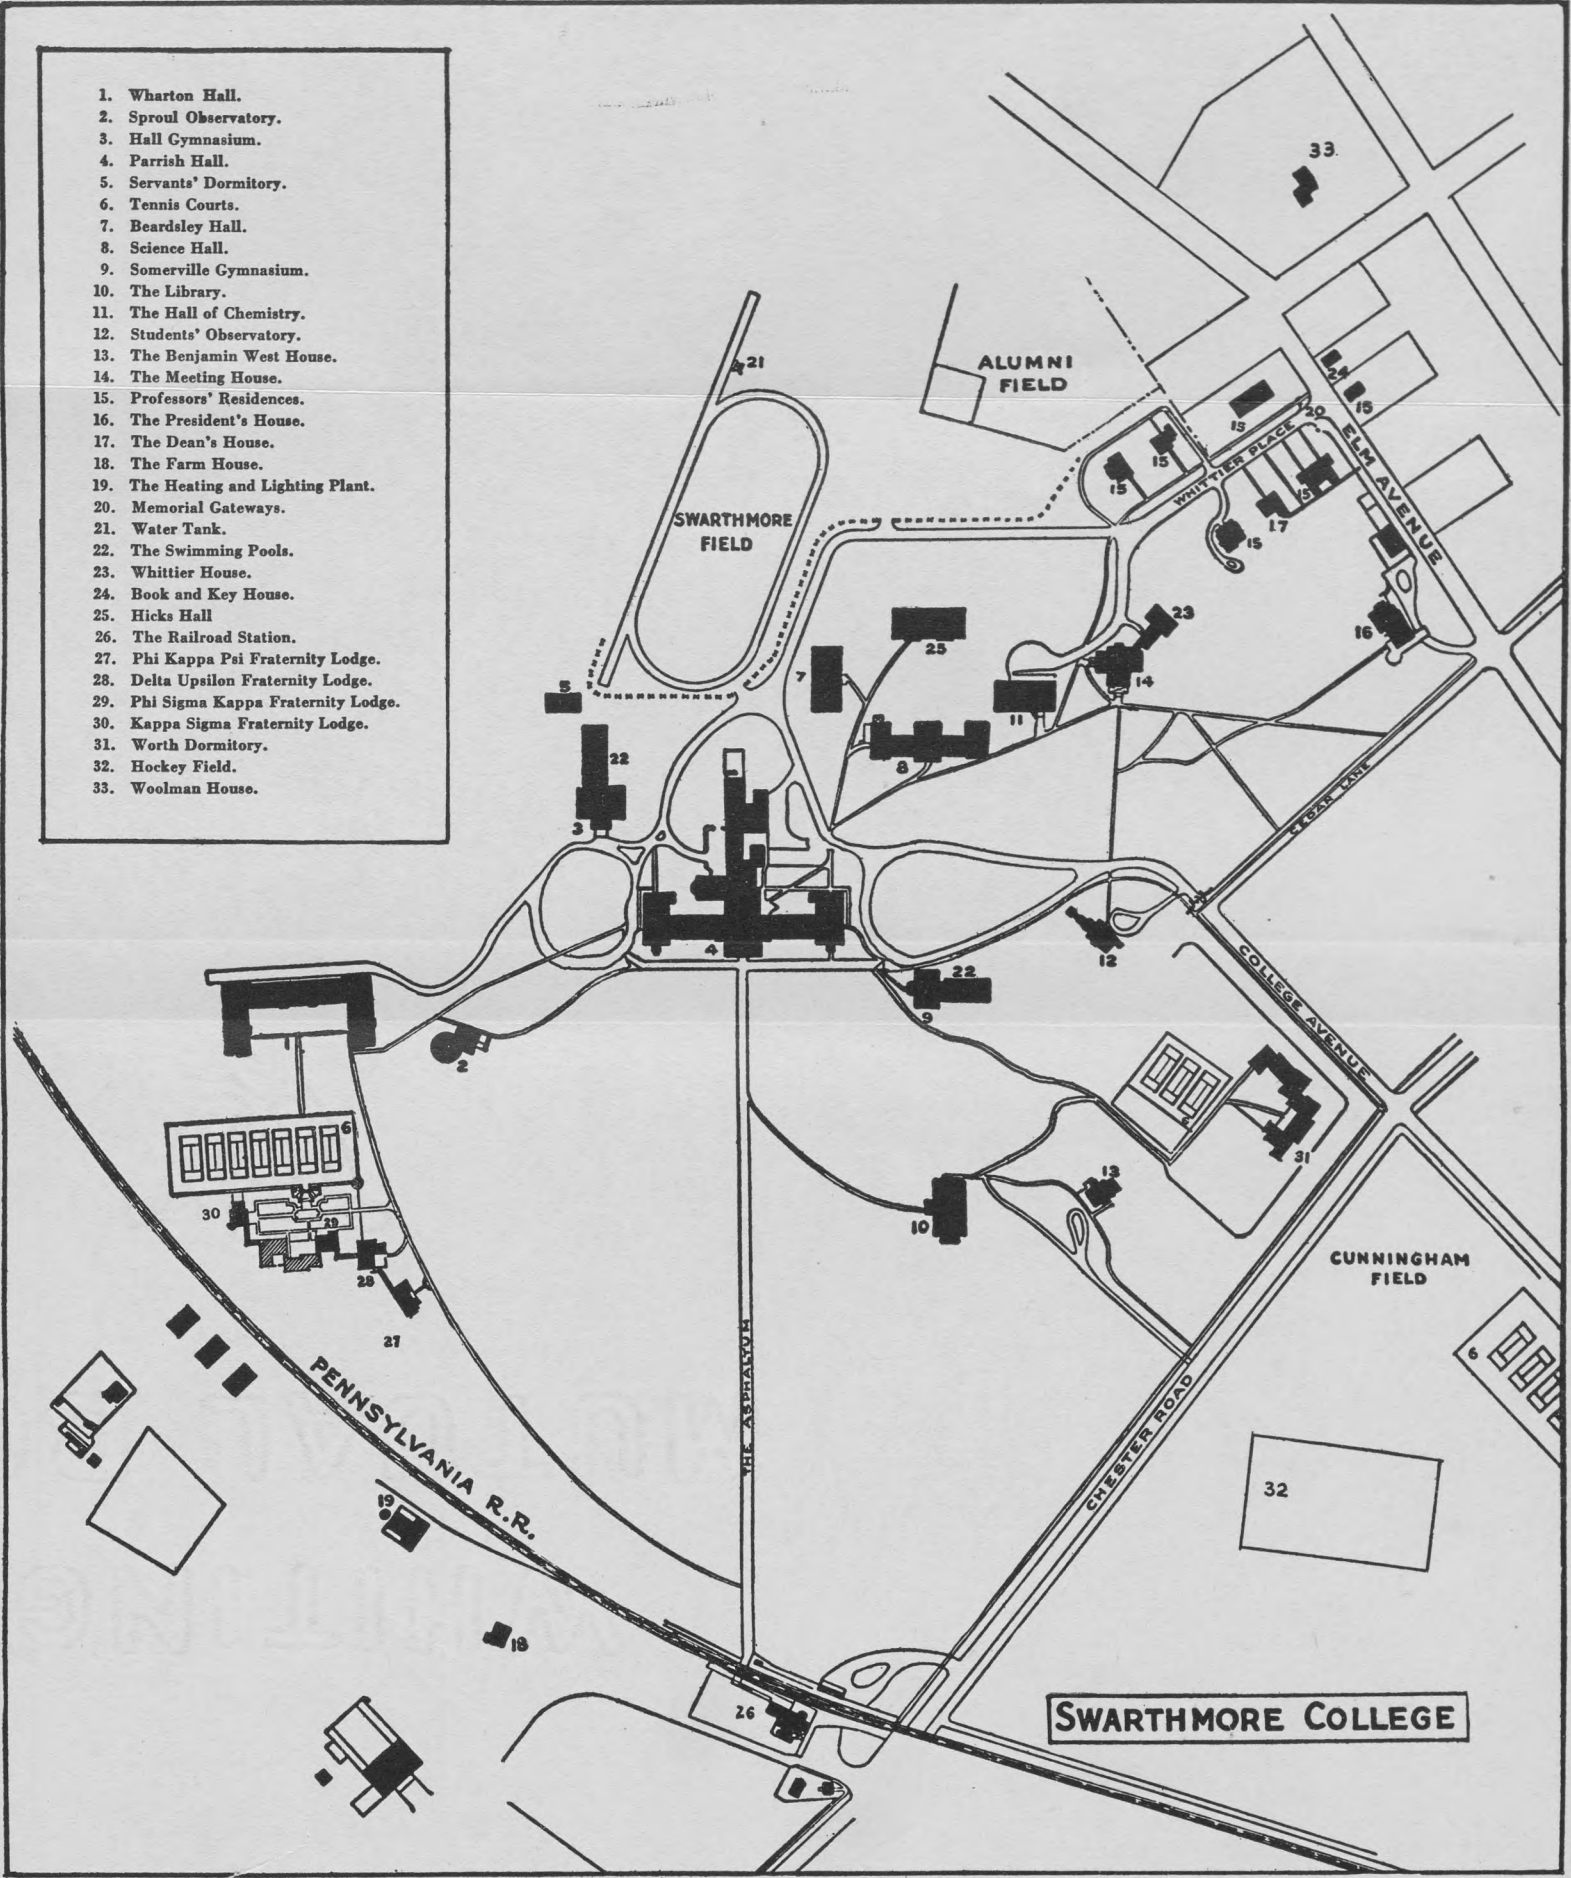 1. Wharton Hall.
2. Sproul Observatory.
3. Hall Gymnasium.
4. Parrish Hall.
5. Servants' Dormitory.
6. Tennis Courts.
7. Beardsley Hall.
8. Science Hall.
9. Somerville Gymnasium.
10. The Library.
11. The Hall of Chemistry.
12. Students' Observatory.
13. The Benjamin West House.
14. The Meeting House.
15. Professors' Residences.
16. The President's House.
17. The Dean's House.
18. The Farm House.
19. The Heating and Lighting Plant.
20. Memorial Gateways.
21. Water Tank.
22. The Swimming Pools.
23. Whittier House.
24. Book and Key House.
25. Hicks Hall
26. The Railroad Station.
27. Phi Kappa Psi Fraternity Lodge.
28. Delta Upsilon Fraternity Lodge.
29. Phi Sigma Kappa Fraternity Lodge.
30. Kappa Sigma Fraternity Lodge.
31. Worth Dormitory.
32. Hockey Field.
33. Woolman House.
33.
21
ALUMNI
FIELD
24
15
20
15
15
15
WHITTIER PLACE
ELM AVENUE
15
17
15
SWARTHMORE
FIELD
23
16
25
7
14
5
11
22
8
3
CEDAR LANE
4
12
22
9
COLLEGE AVENUE
1
2
6
31
13
30
29
10
28
27
CUNNINGHAM
FIELD
6
PENNSYLVANIA R.R.
THE ASPHALTUM
CHESTER ROAD
32
19
18
26
SWARTHMORE COLLEGE